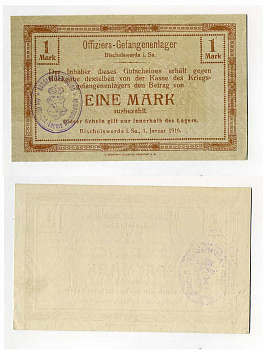 1 Mark
Offiziers-Gefangenenlager
1 Mark
Bischofswerda i. Sa.
Der Inhaber dieses Gutscheines erhält gegen
Rückgabe desselben von der Kasse des Kriegs-
gefangenenlagers den Betrag von
EINE MARK
ausbezahlt.
Dieser Schein gilt nur innerhalb des Lagers.
Bischofswerda i. Sa., 1. Januar 1916.